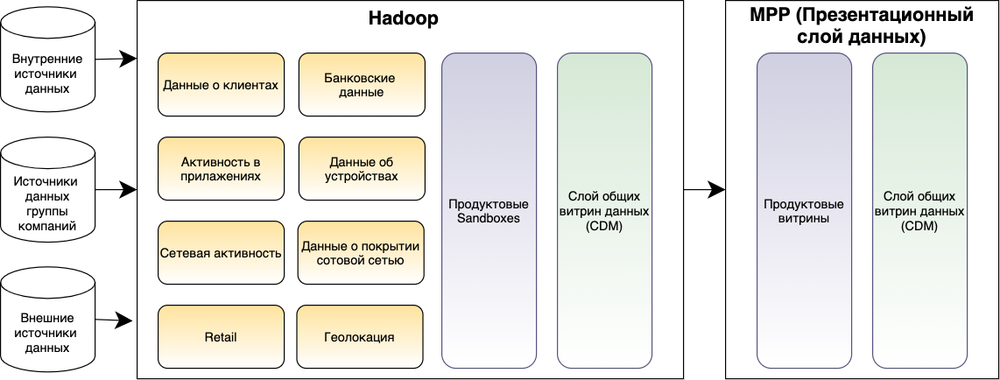 Hadoop
MPP (Презентационный
слой данных)
Внутренние
источники
данных
Источники
данных
группы
компаний
Внешние
источники
данных
Данные о клиентах
Банковские
данные
Активность в
прилажениях
Данные об
устройствах
Сетевая активность
Данные о покрытии
сотовой сетью
Retail
Геолокация
Продуктовые
Sandboxes
Слой общих
витрин данных
(CDM)
Продуктовые
витрины
Слой общих
витрин данных
(CDM)